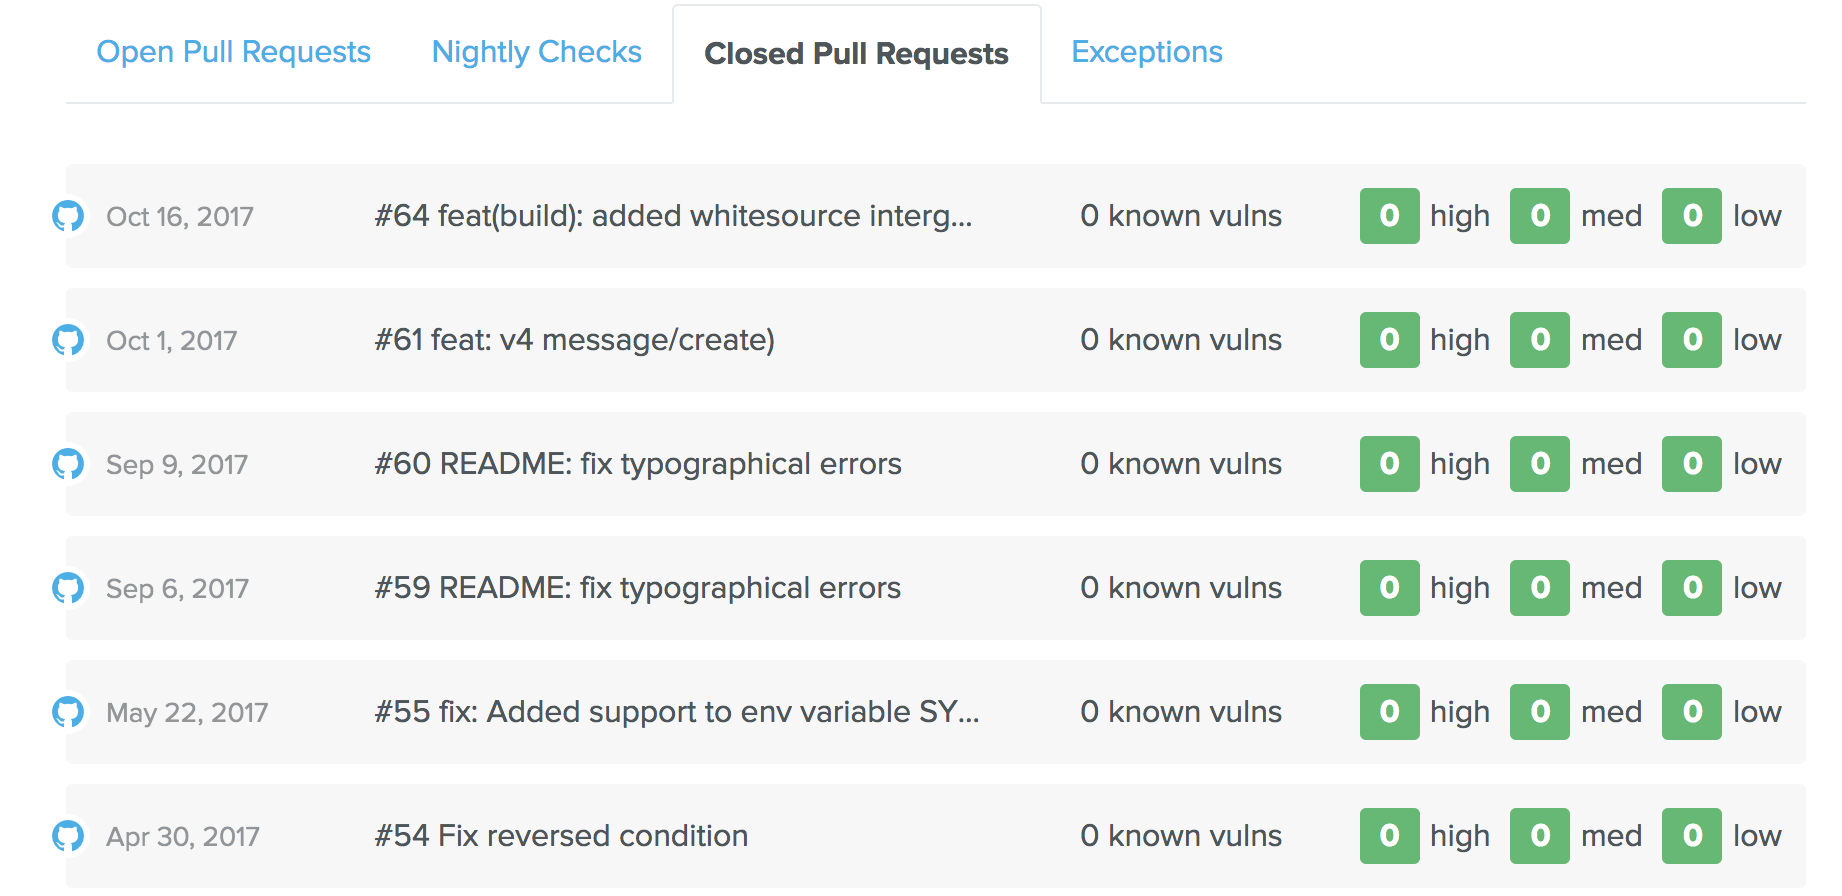 Open Pull Requests Nightly Checks Closed Pull Requests Exceptions
Oct 16, 2017 #64 feat(build): added whitesource interg... 0 known vulns 0 high 0 med 0 low
Oct 1, 2017 #61 feat: v4 message/create) 0 known vulns 0 high 0 med 0 low
Sep 9, 2017 #60 README: fix typographical errors 0 known vulns 0 high 0 med 0 low
Sep 6, 2017 #59 README: fix typographical errors 0 known vulns 0 high 0 med 0 low
May 22, 2017 #55 fix: Added support to env variable SY... 0 known vulns 0 high 0 med 0 low
Apr 30, 2017 #54 Fix reversed condition 0 known vulns 0 high 0 med 0 low